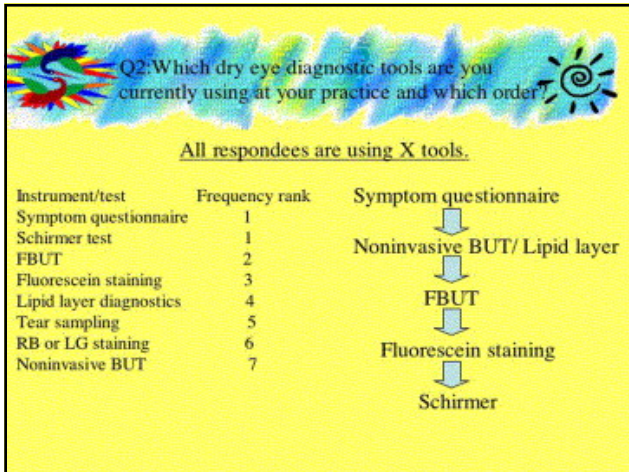 Q2:Which dry eye diagnostic tools are you
currently using at your practice and which order?
All respondees are using X tools.
Instrument/test Frequency rank
Symptom questionnaire 1
Schirmer test 1
FBUT 2
Fluorescein staining 3
Lipid layer diagnostics 4
Tear sampling 5
RB or LG staining 6
Noninvasive BUT 7
Symptom questionnaire
Noninvasive BUT/ Lipid layer
FBUT
Fluorescein staining
Schirmer